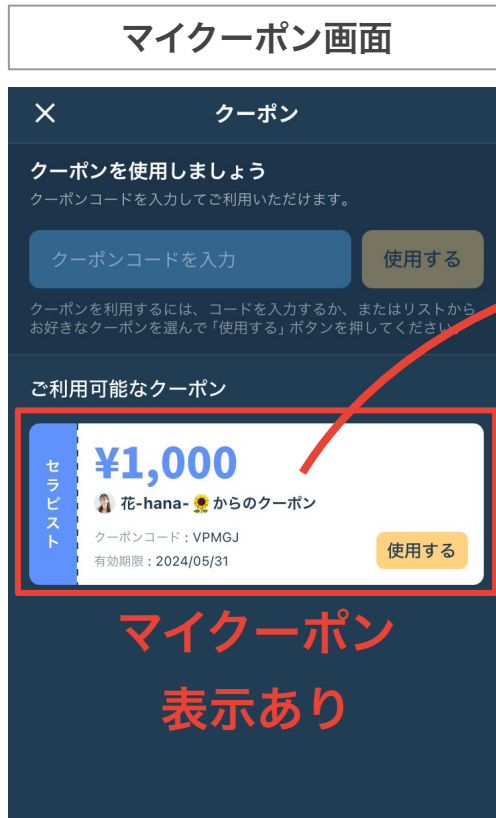 マイクーポン画面
クーポン
クーポンを使用しましょう
クーポンコードを入力してご利用いただけます。
クーポンコードを入力
使用する
クーポンを利用するには、コードを入力するか、またはリストから
お好きなクーポンを選んで「使用する」ボタンを押してください。
ご利用可能なクーポン
セラピスト
¥1,000
花-hana-🌻からのクーポン
クーポンコード：VPMGJ
有効期限：2024/05/31
使用する
マイクーポン
表示あり